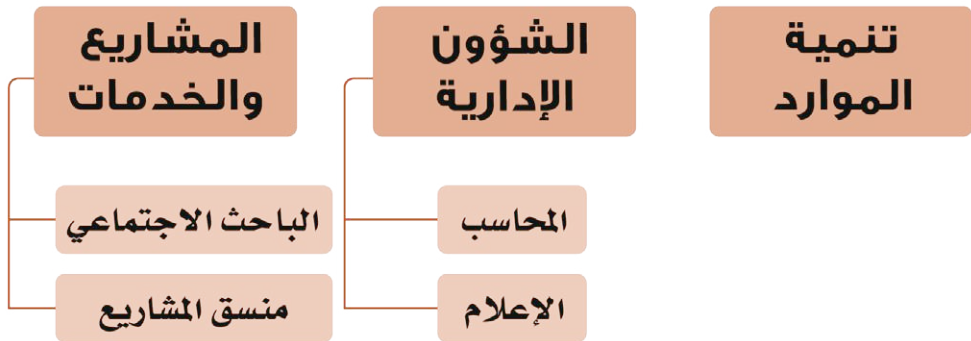 تنمية
الموارد
الشؤون
الإدارية
المحاسب
الإعلام
المشاريع
والخدمات
الباحث الاجتماعي
منسق المشاريع